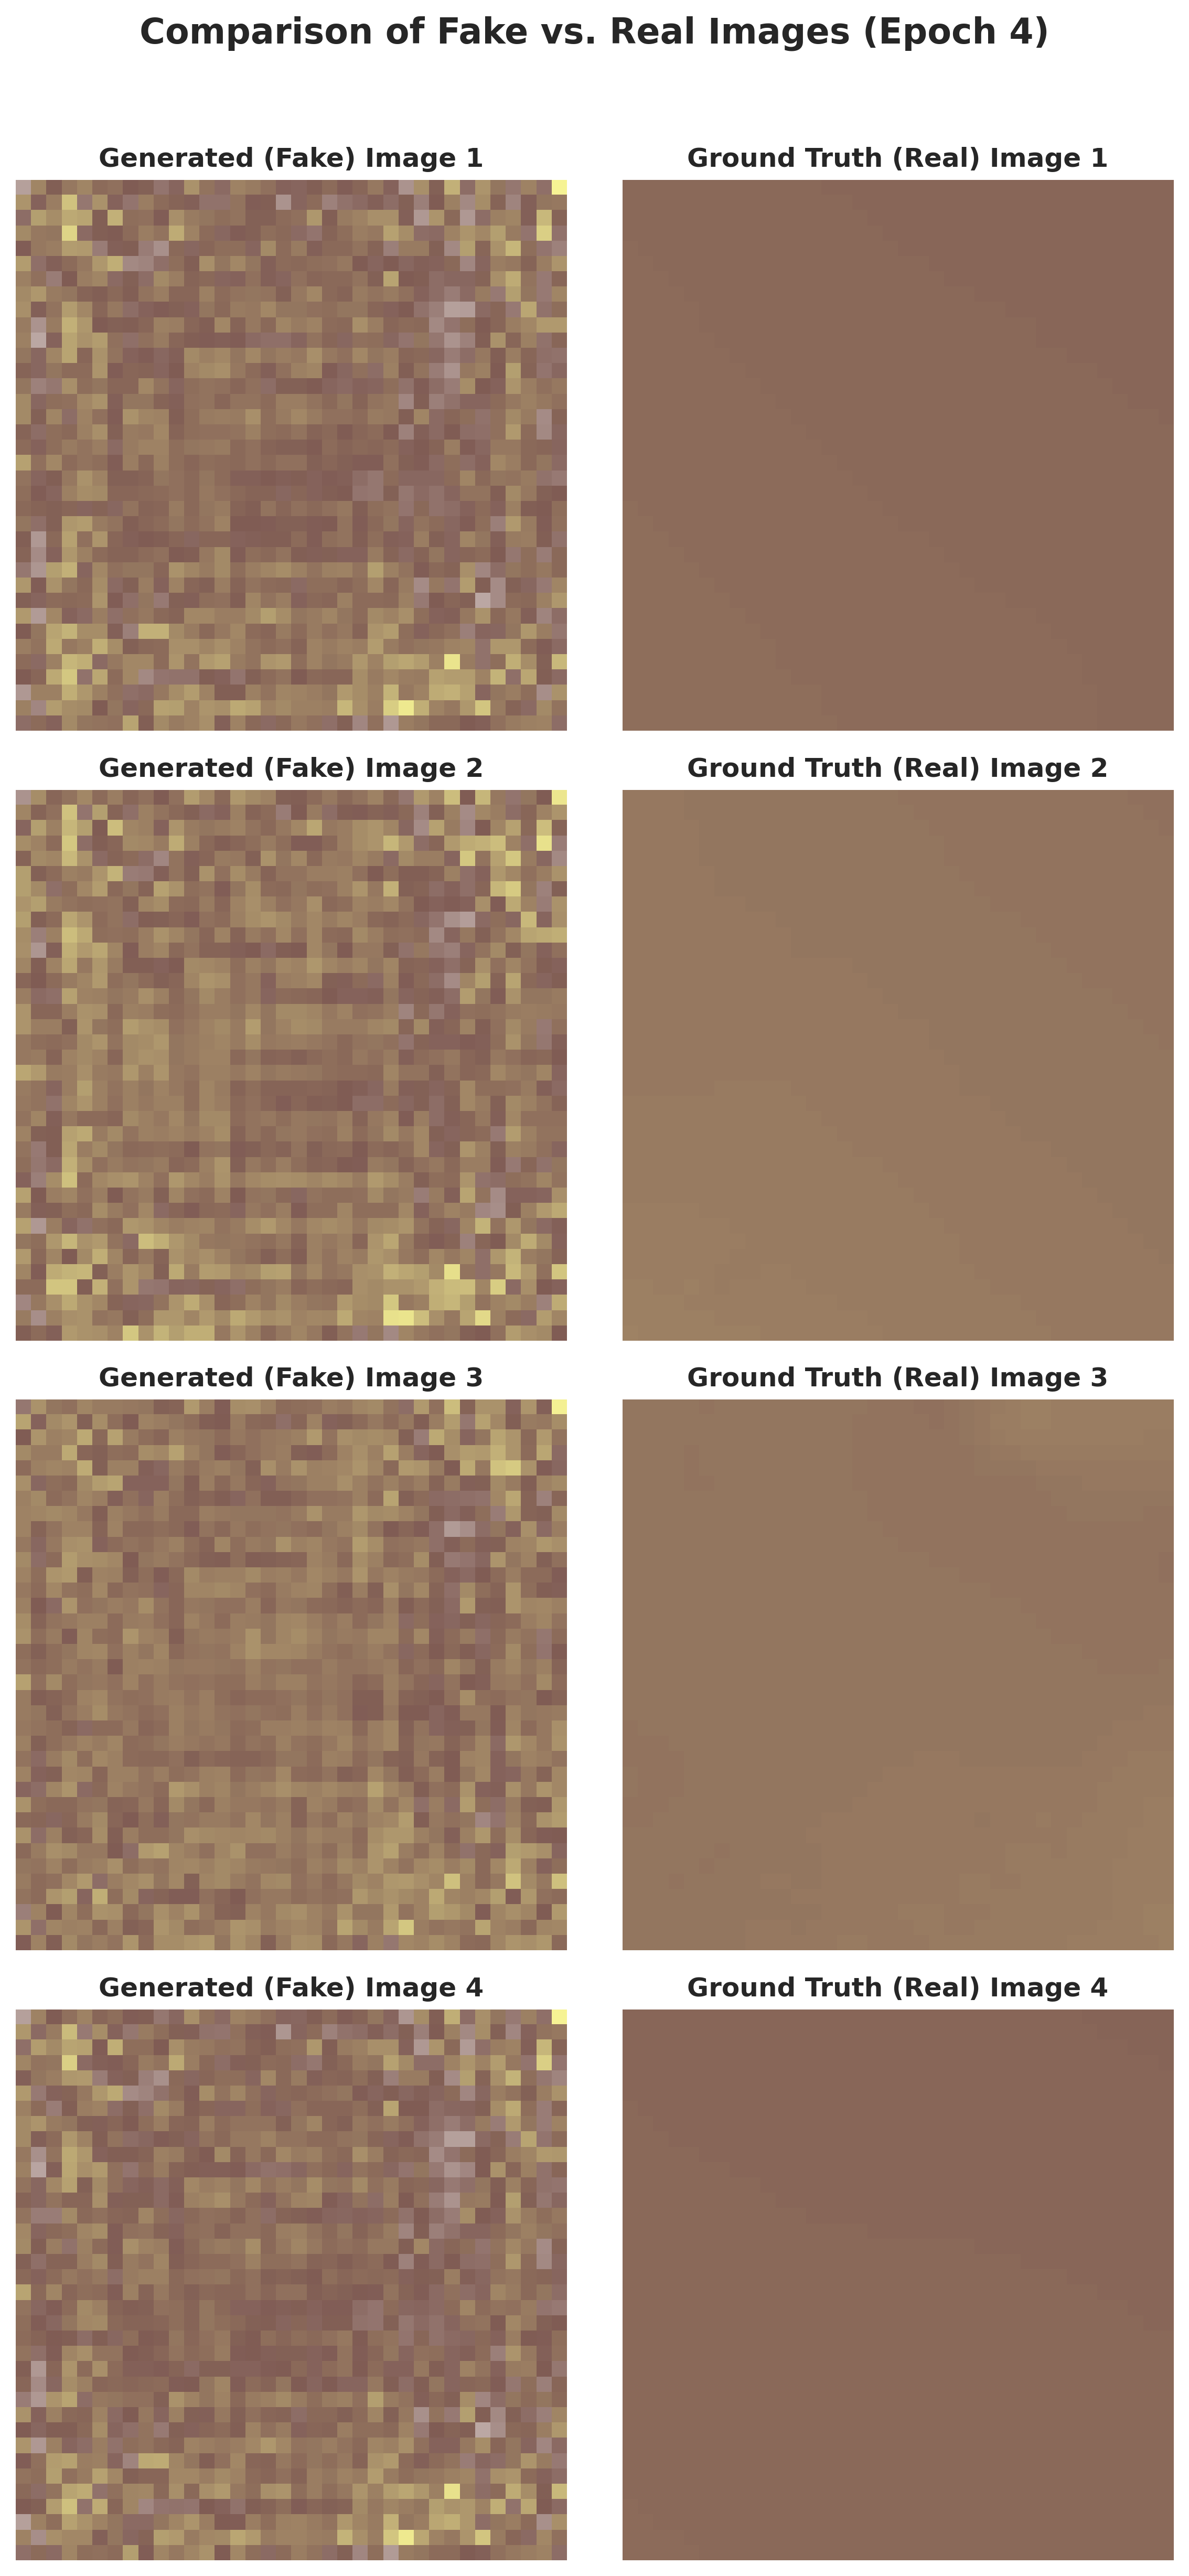 Comparison of Fake vs. Real Images (Epoch 4)
Generated (Fake) Image 1
Ground Truth (Real) Image 1
Generated (Fake) Image 2
Ground Truth (Real) Image 2
Generated (Fake) Image 3
Ground Truth (Real) Image 3
Generated (Fake) Image 4
Ground Truth (Real) Image 4